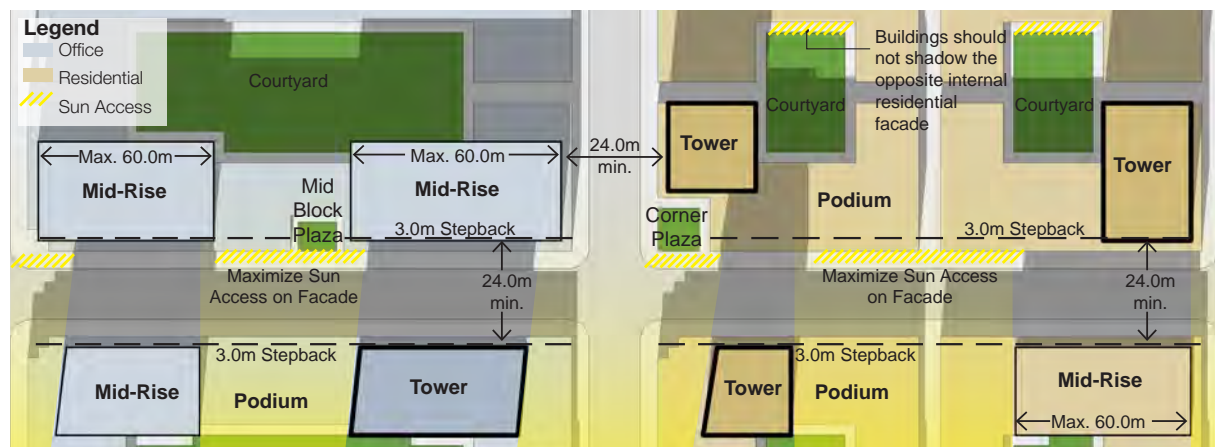 Legend
Office
Residential
Sun Access
Courtyard
Max. 60.0m
Mid-Rise
Max. 60.0m
Mid-Rise
Mid
Block
Plaza
3.0m Stepback
Maximize Sun
Access on Facade
24.0m
min.
24.0m
min.
3.0m Stepback
Mid-Rise
Podium
Tower
Buildings should
not shadow the
opposite internal
residential
facade
Courtyard
Courtyard
Tower
Tower
Podium
Corner
Plaza
3.0m Stepback
Maximize Sun Access
on Facade
24.0m
min.
3.0m Stepback
Tower
Podium
Mid-Rise
Max. 60.0m